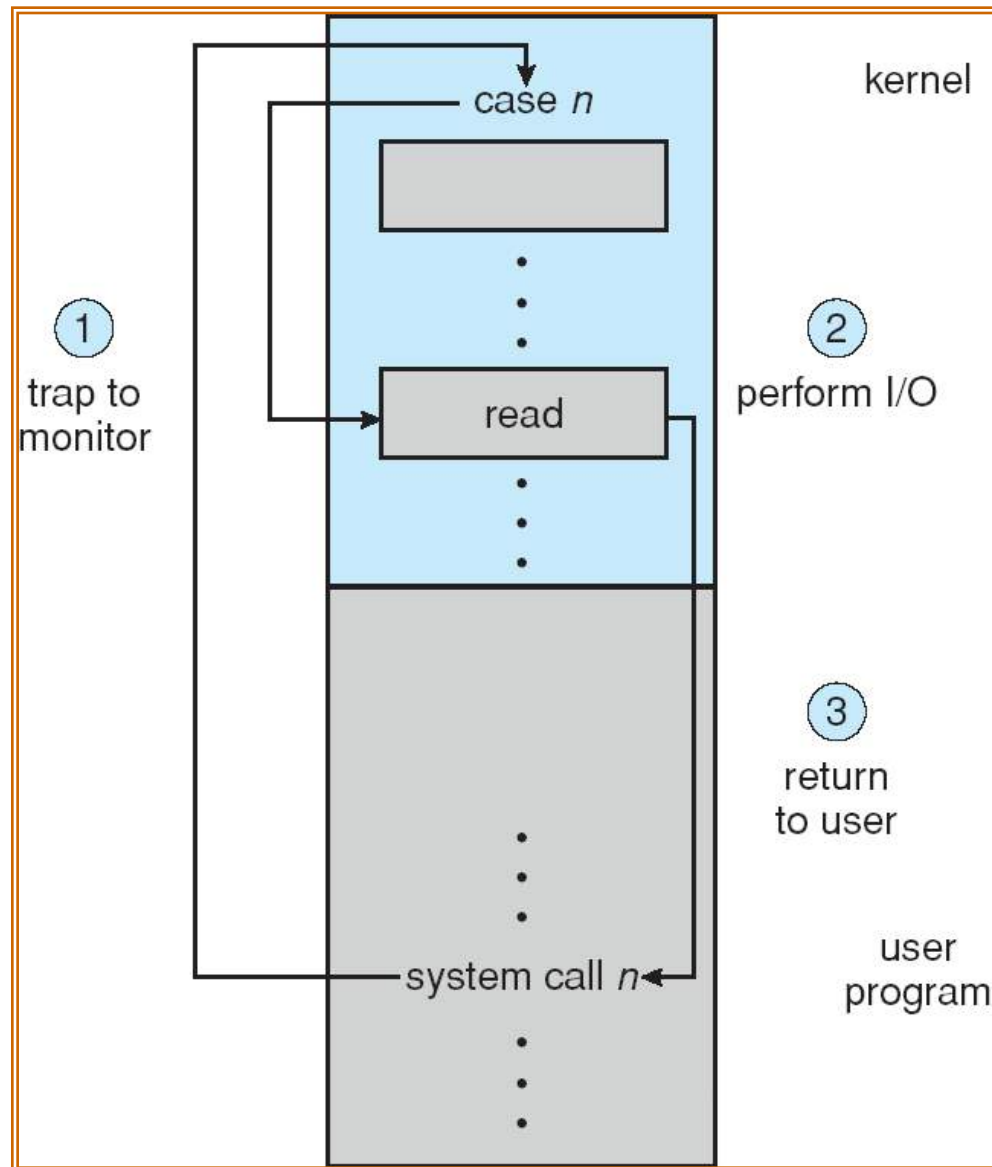 kernel
case n
1
trap to
monitor
2
perform I/O
read
3
return
to user
user
program
system call n